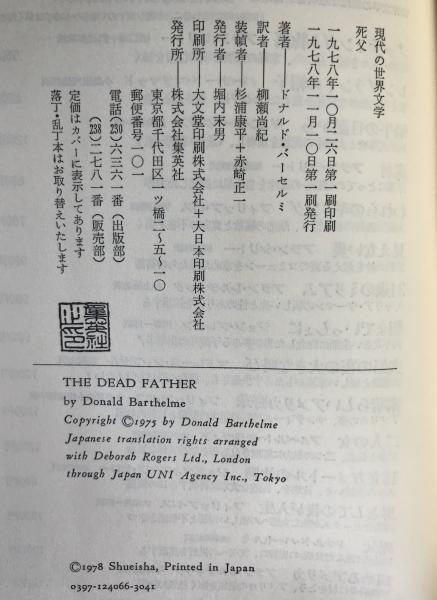 現代の世界文学
死父
一九七八年一〇月二六日第一刷印刷
一九七八年一一月一〇日第一刷発行
著者――ドナルド・バーセルミ
訳者――柳瀬尚紀
装幀者――杉浦康平+赤崎正一
発行者――堀内末男
印刷所――大文堂印刷株式会社+大日本印刷株式会社
発行所――株式会社集英社
東京都千代田区一ツ橋二〜五〜一〇
郵便番号一〇一
電話(230)六三六一番(出版部)
(238)二七八一番(販売部)
定価はカバーに表示してあります
落丁・乱丁本はお取り替えいたします
集英社
THE DEAD FATHER
by Donald Barthelme
Copyright ©1975 by Donald Barthelme
Japanese translation rights arranged
with Deborah Rogers Ltd., London
through Japan UNI Agency Inc., Tokyo
©1978 Shueisha, Printed in Japan
0397-124066-3041